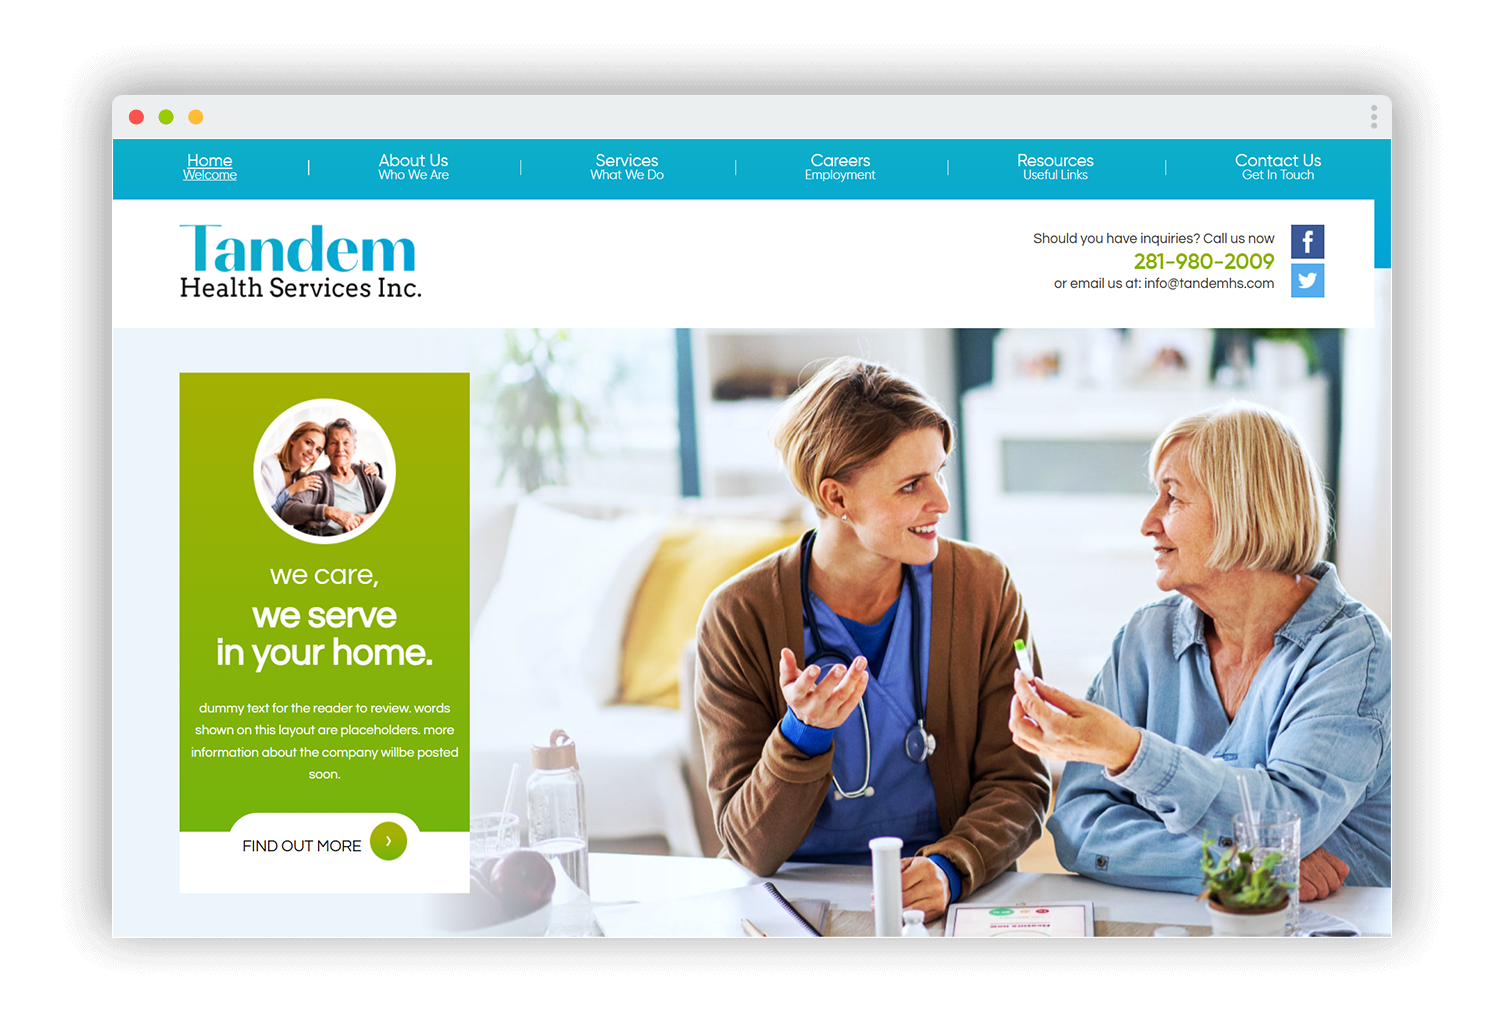 Home
Welcome
About Us
Who We Are
Services
What We Do
Careers
Employment
Resources
Useful Links
Contact Us
Get In Touch
Tandem
Health Services Inc.
Should you have inquiries? Call us now
281-980-2009
or email us at: info@tandemhs.com
we care,
we serve
in your home.
dummy text for the reader to review. words
shown on this layout are placeholders. more
information about the company willbe posted
soon.
FIND OUT MORE